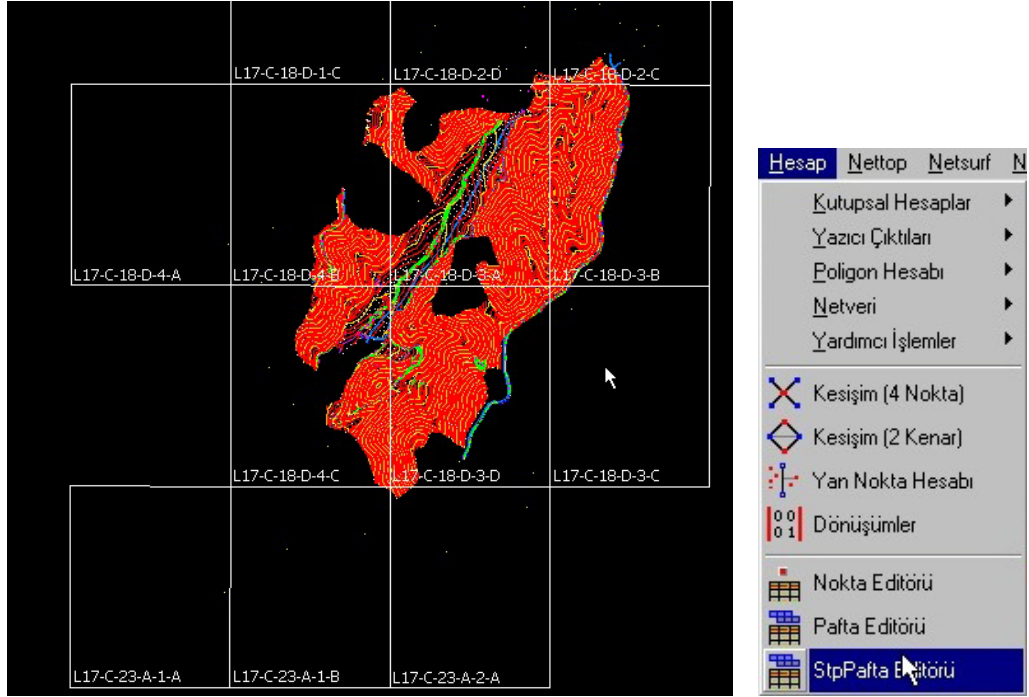 L17-C-18-D-1-C
L17-C-18-D-2-D
L17-C-18-D-2-C
L17-C-18-D-4-A
L17-C-18-D-4-B
L17-C-18-D-3-A
L17-C-18-D-3-B
L17-C-18-D-4-C
L17-C-18-D-3-D
L17-C-18-D-3-C
L17-C-23-A-1-A
L17-C-23-A-1-B
L17-C-23-A-2-A
Hesap Nettop Netsurf N
Kutupsal Hesaplar
Yazıcı Çıktıları
Poligon Hesabı
Netveri
Yardımcı İşlemler
Kesişim (4 Nokta)
Kesişim (2 Kenar)
Yan Nokta Hesabı
00
01
Dönüşümler
Nokta Editörü
Pafta Editörü
StpPafta Editörü